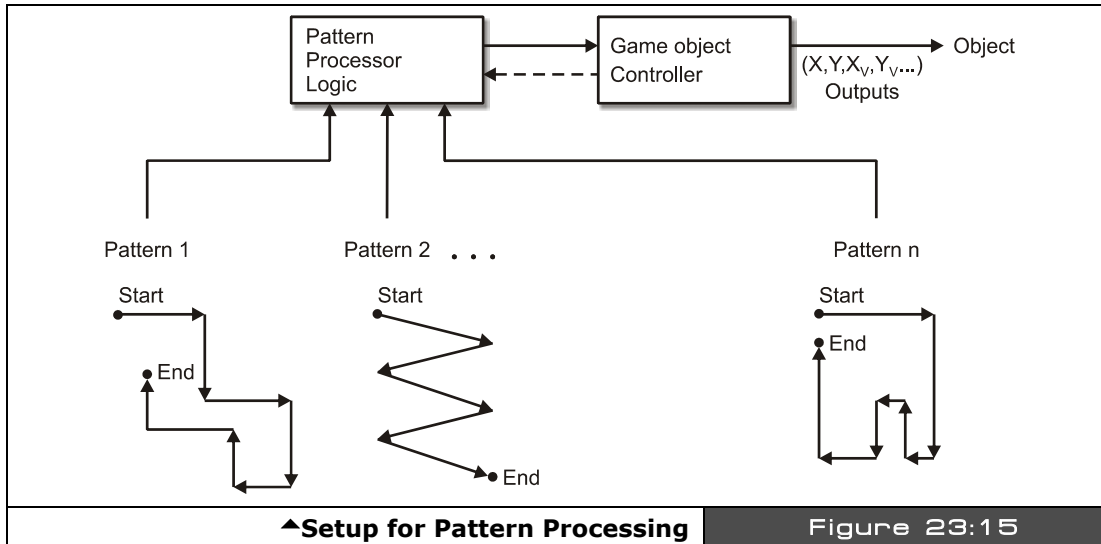 Pattern
Processor
Logic
Game object
Controller
Object
(X,Y,Xv,Yv...)
Outputs
Pattern 1
Pattern 2 . . .
Pattern n
Start
End
Start
End
Start
End
▲Setup for Pattern Processing
Figure 23:15